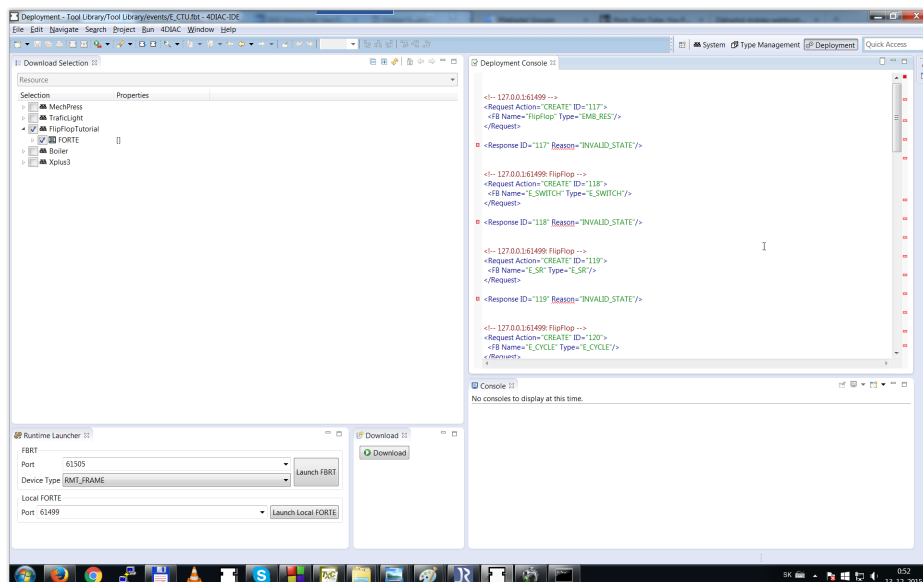 Deployment - Tool Library/Tool Library/events/E_CTU.fbt - 4DIAC-IDE
File Edit Navigate Search Project Run 4DIAC Window Help
System Type Management Deployment Quick Access
Download Selection
Resource
Selection Properties
MechPress
TraficLight
FlipFlopTutorial
FORTE []
Boiler
Xplus3
Deployment Console
<!-- 127.0.0.1:61499 -->
<Request Action="CREATE" ID="117">
<FB Name="FlipFlop" Type="EMB_RES"/>
</Request>
<Response ID="117" Reason="INVALID_STATE"/>
<!-- 127.0.0.1:61499: FlipFlop -->
<Request Action="CREATE" ID="118">
<FB Name="E_SWITCH" Type="E_SWITCH"/>
</Request>
<Response ID="118" Reason="INVALID_STATE"/>
<!-- 127.0.0.1:61499: FlipFlop -->
<Request Action="CREATE" ID="119">
<FB Name="E_SR" Type="E_SR"/>
</Request>
<Response ID="119" Reason="INVALID_STATE"/>
<!-- 127.0.0.1:61499: FlipFlop -->
<Request Action="CREATE" ID="120">
<FB Name="E_CYCLE" Type="E_CYCLE"/>
</Request>
Console
No consoles to display at this time.
Runtime Launcher
FBRT
Port 61505
Device Type RMT_FRAME
Launch FBRT
Local FORTE
Port 61499
Launch Local FORTE
Download
Download
SK
0:52